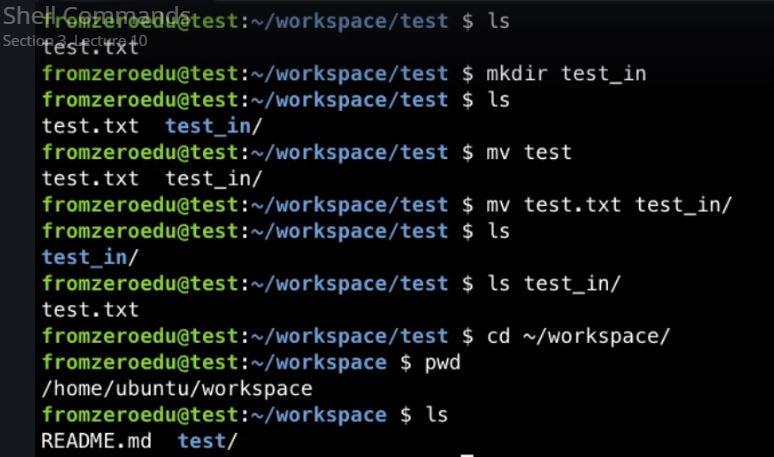 Shell Commands
Section 3, Lecture 10
fromzeroedu@test:~/workspace/test $ ls
test.txt
fromzeroedu@test:~/workspace/test $ mkdir test_in
fromzeroedu@test:~/workspace/test $ ls
test.txt  test_in/
fromzeroedu@test:~/workspace/test $ mv test
test.txt  test_in/
fromzeroedu@test:~/workspace/test $ mv test.txt test_in/
fromzeroedu@test:~/workspace/test $ ls
test_in/
fromzeroedu@test:~/workspace/test $ ls test_in/
test.txt
fromzeroedu@test:~/workspace/test $ cd ~/workspace/
fromzeroedu@test:~/workspace $ pwd
/home/ubuntu/workspace
fromzeroedu@test:~/workspace $ ls
README.md  test/